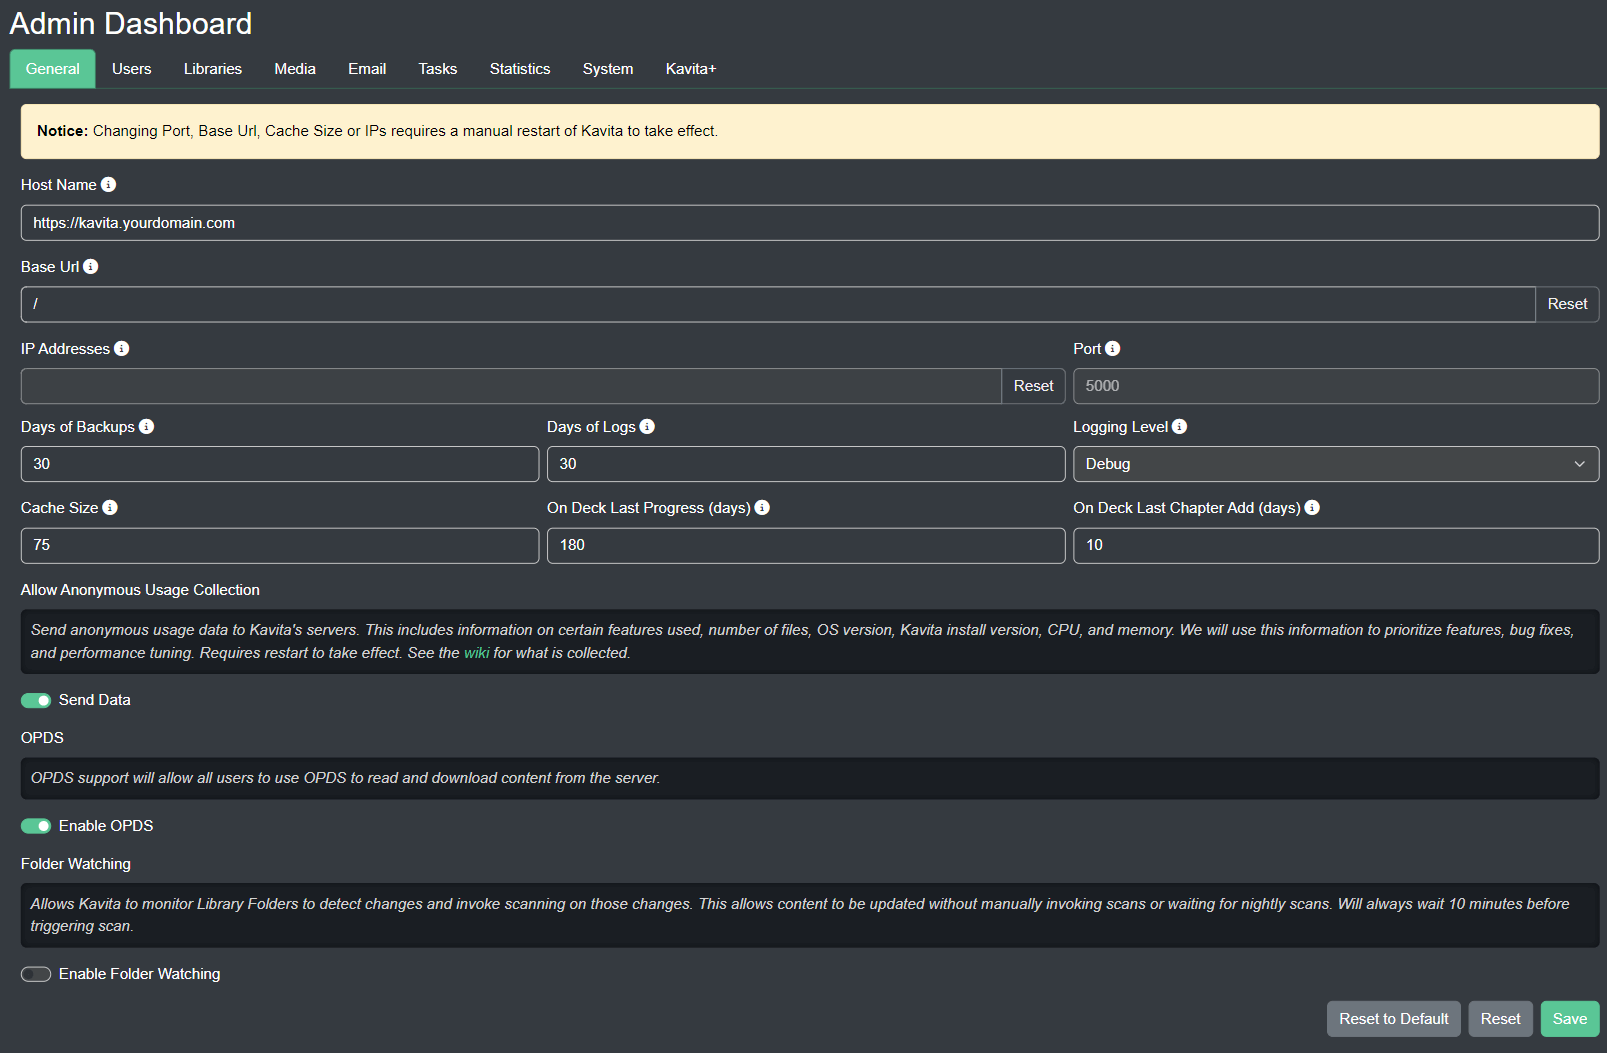 Admin Dashboard
General Users Libraries Media Email Tasks Statistics System Kavita+
Notice: Changing Port, Base Url, Cache Size or IPs requires a manual restart of Kavita to take effect.
Host Name
https://kavita.yourdomain.com
Base Url
/ Reset
IP Addresses Port
Reset 5000
Days of Backups Days of Logs Logging Level
30 30 Debug
Cache Size On Deck Last Progress (days) On Deck Last Chapter Add (days)
75 180 10
Allow Anonymous Usage Collection
Send anonymous usage data to Kavita's servers. This includes information on certain features used, number of files, OS version, Kavita install version, CPU, and memory. We will use this information to prioritize features, bug fixes,
and performance tuning. Requires restart to take effect. See the wiki for what is collected.
Send Data
OPDS
OPDS support will allow all users to use OPDS to read and download content from the server.
Enable OPDS
Folder Watching
Allows Kavita to monitor Library Folders to detect changes and invoke scanning on those changes. This allows content to be updated without manually invoking scans or waiting for nightly scans. Will always wait 10 minutes before
triggering scan.
Enable Folder Watching
Reset to Default Reset Save